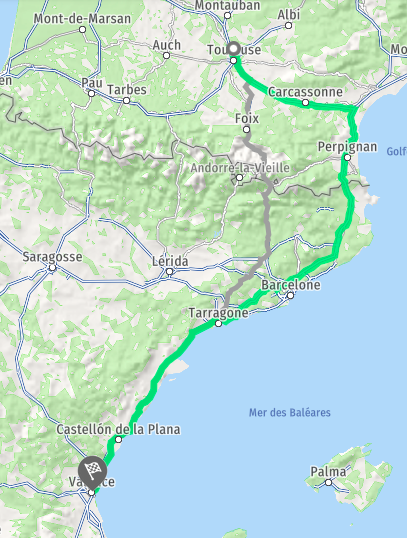 Montauban
Mont-de-Marsan
Albi
Auch
Toulouse
Pau
Tarbes
Carcassonne
Foix
Perpignan
Golf
Andorre-la-Vieille
Saragosse
Lérida
Barcelone
Tarragone
Mer des Baléares
Castellón de la Plana
Palma